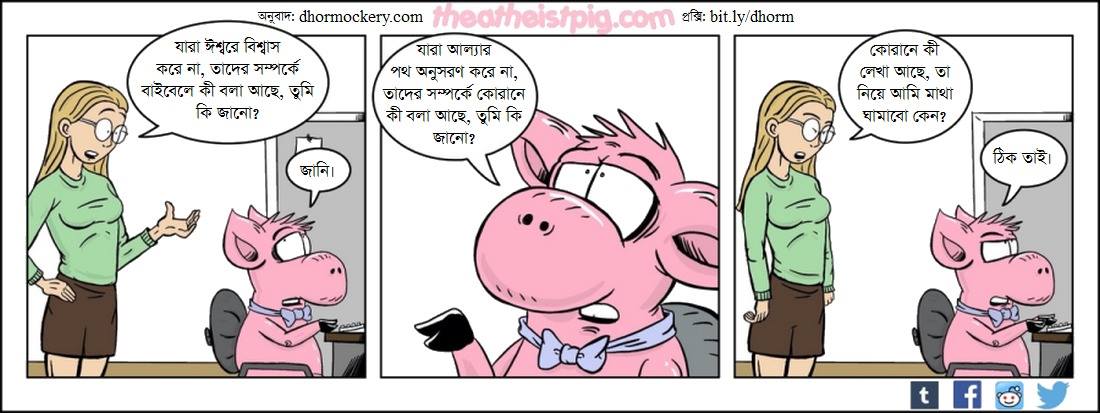 অনুবাদ: dhormockery.com theatheistpig.com প্রক্সি: bit.ly/dhorm
যারা ঈশ্বরে বিশ্বাস
করে না, তাদের সম্পর্কে
বাইবেলে কী বলা আছে, তুমি
কি জানো?
জানি।
যারা আল্যার
পথ অনুসরণ করে না,
তাদের সম্পর্কে কোরানে
কী বলা আছে, তুমি কি
জানো?
কোরানে কী
লেখা আছে, তা
নিয়ে আমি মাথা
ঘামাবো কেন?
ঠিক তাই।